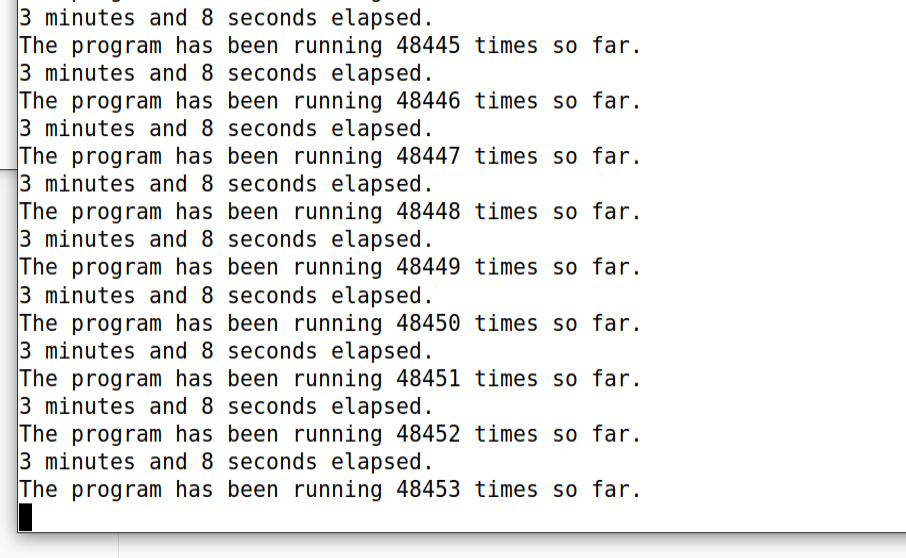 3 minutes and 8 seconds elapsed.
The program has been running 48445 times so far.
3 minutes and 8 seconds elapsed.
The program has been running 48446 times so far.
3 minutes and 8 seconds elapsed.
The program has been running 48447 times so far.
3 minutes and 8 seconds elapsed.
The program has been running 48448 times so far.
3 minutes and 8 seconds elapsed.
The program has been running 48449 times so far.
3 minutes and 8 seconds elapsed.
The program has been running 48450 times so far.
3 minutes and 8 seconds elapsed.
The program has been running 48451 times so far.
3 minutes and 8 seconds elapsed.
The program has been running 48452 times so far.
3 minutes and 8 seconds elapsed.
The program has been running 48453 times so far.